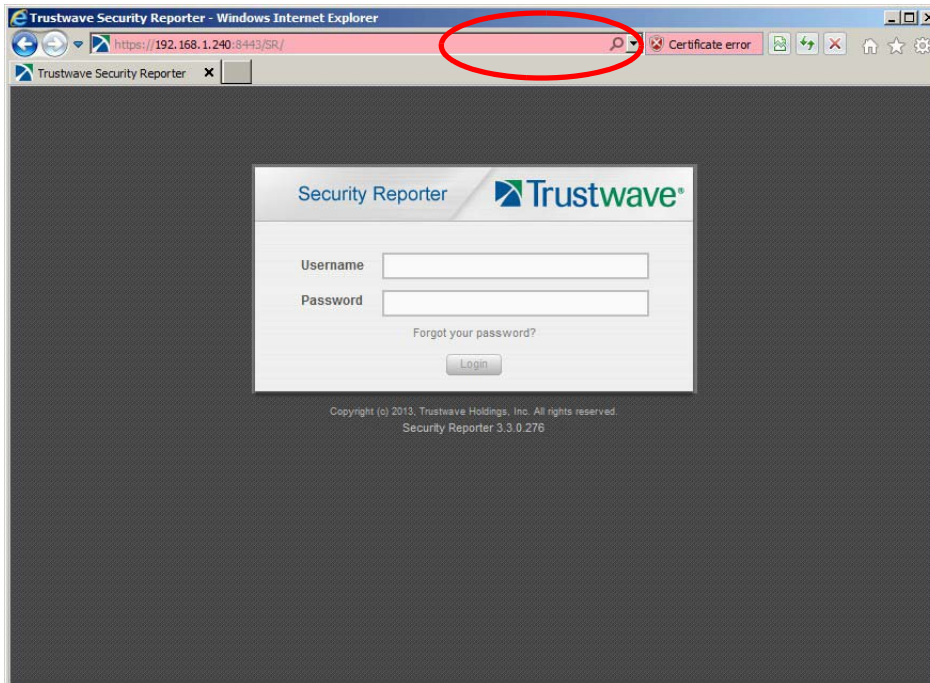 Trustwave Security Reporter - Windows Internet Explorer
https://192.168.1.240:8443/SR/
Certificate error
Trustwave Security Reporter
Security Reporter
Trustwave®
Username
Password
Forgot your password?
Login
Copyright (c) 2013, Trustwave Holdings, Inc. All rights reserved.
Security Reporter 3.3.0.276